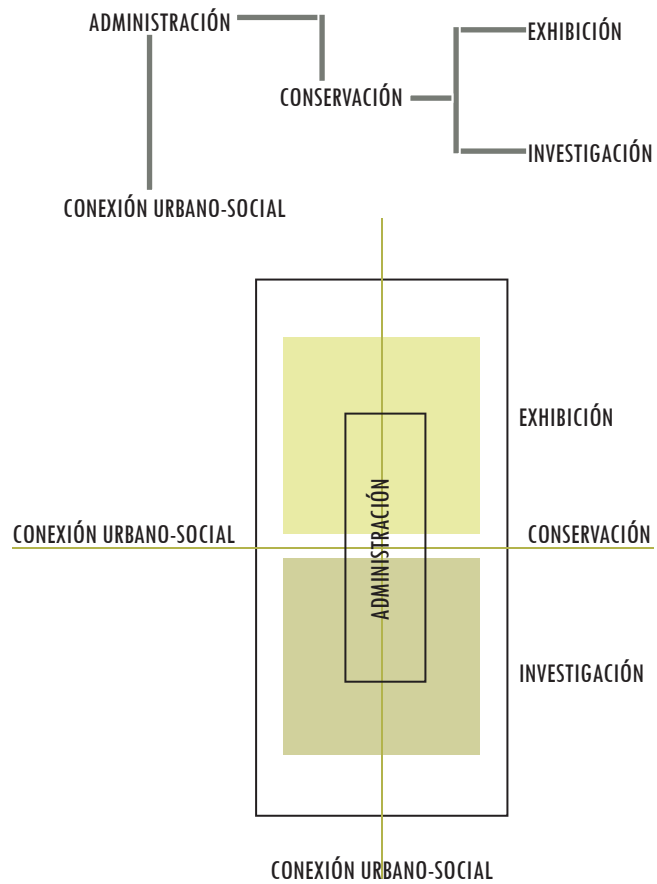 ADMINISTRACIÓN
EXHIBICIÓN
CONSERVACIÓN
INVESTIGACIÓN
CONEXIÓN URBANO-SOCIAL
EXHIBICIÓN
ADMINISTRACIÓN
CONEXIÓN URBANO-SOCIAL
CONSERVACIÓN
INVESTIGACIÓN
CONEXIÓN URBANO-SOCIAL